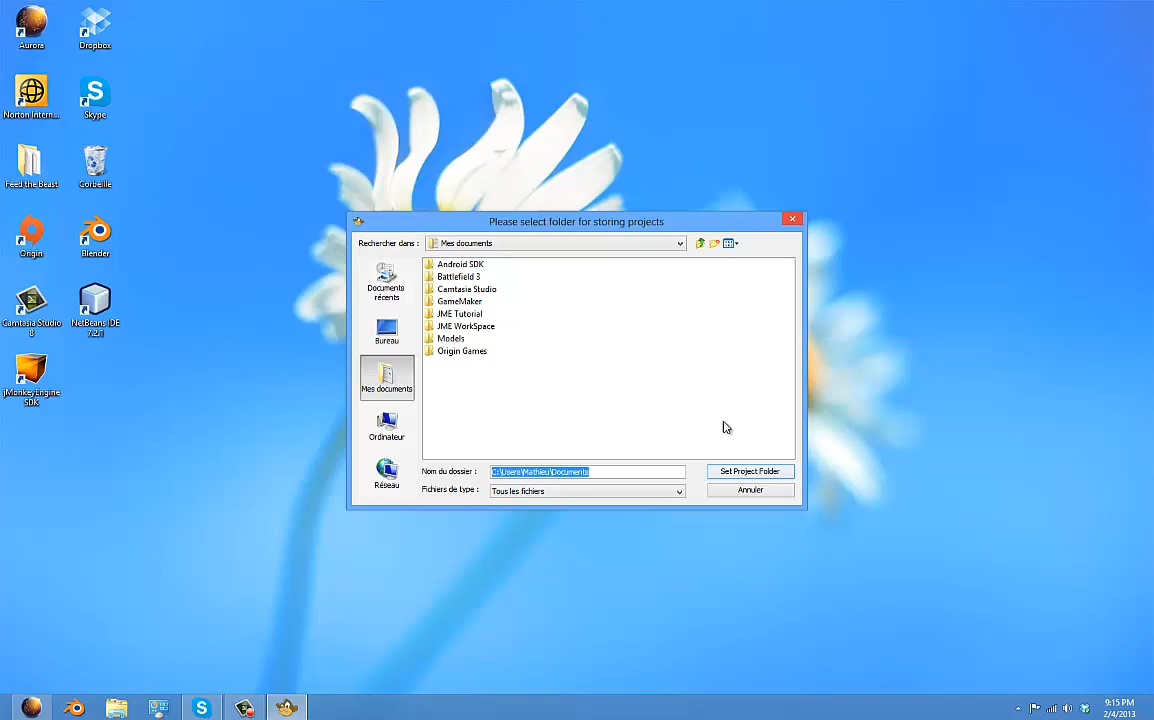 Aurora
Dropbox
Norton Intern...
Skype
Feed the Beast
Corbeille
Origin
Blender
Camtasia Studio
8
NetBeans IDE
7.2.1
jMonkeyEngine
SDK
Please select folder for storing projects
Rechercher dans :
Mes documents
Documents
récents
Bureau
Mes documents
Ordinateur
Réseau
Android SDK
Battlefield 3
Camtasia Studio
GameMaker
JME Tutorial
JME WorkSpace
Models
Origin Games
Nom du dossier :
C:\Users\Mathieu\Documents
Set Project Folder
Fichiers de type :
Tous les fichiers
Annuler
9:15 PM
2/4/2013